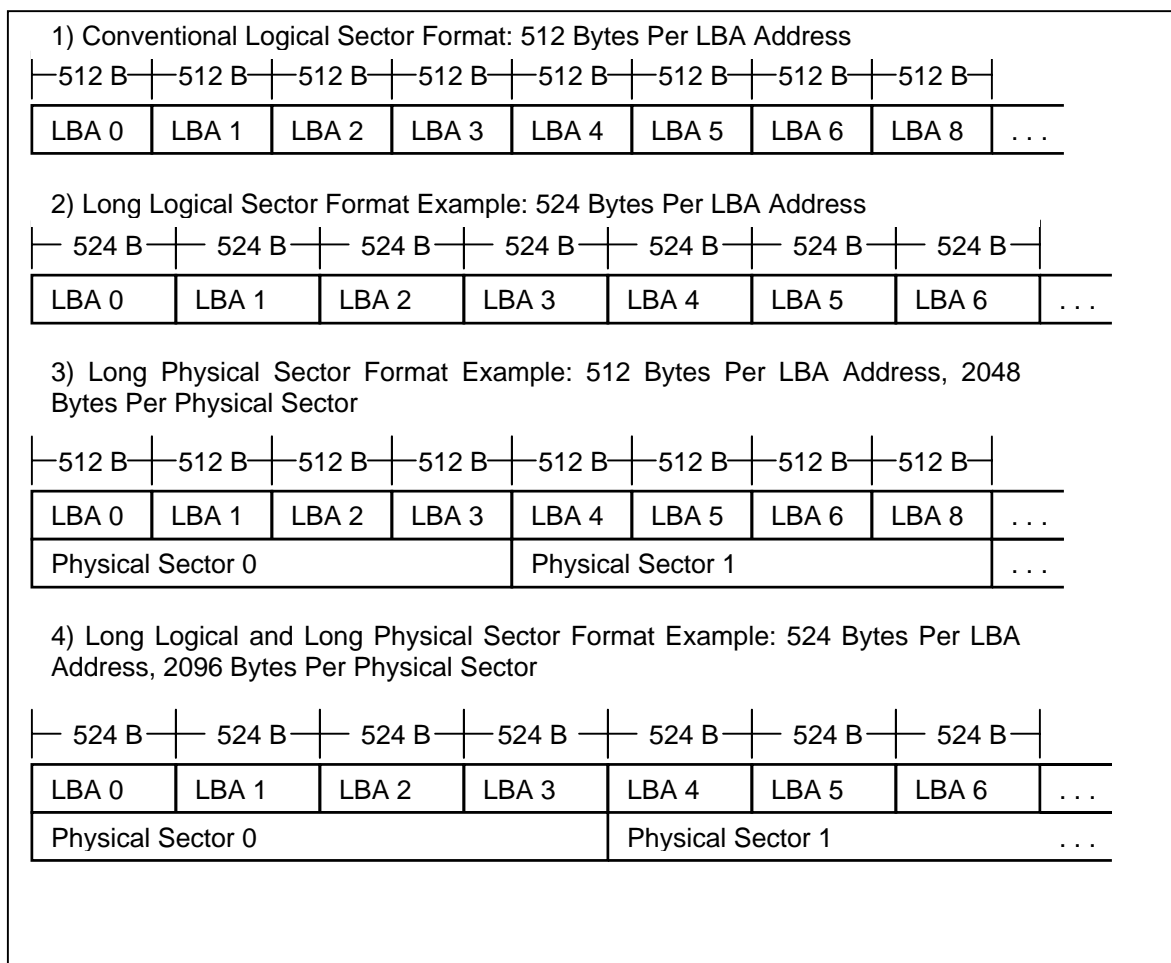 1) Conventional Logical Sector Format: 512 Bytes Per LBA Address
512 B 512 B 512 B 512 B 512 B 512 B 512 B 512 B
LBA 0 LBA 1 LBA 2 LBA 3 LBA 4 LBA 5 LBA 6 LBA 8 . . .
2) Long Logical Sector Format Example: 524 Bytes Per LBA Address
524 B 524 B 524 B 524 B 524 B 524 B 524 B
LBA 0 LBA 1 LBA 2 LBA 3 LBA 4 LBA 5 LBA 6 . . .
3) Long Physical Sector Format Example: 512 Bytes Per LBA Address, 2048
Bytes Per Physical Sector
512 B 512 B 512 B 512 B 512 B 512 B 512 B 512 B
LBA 0 LBA 1 LBA 2 LBA 3 LBA 4 LBA 5 LBA 6 LBA 8 . . .
Physical Sector 0 Physical Sector 1 . . .
4) Long Logical and Long Physical Sector Format Example: 524 Bytes Per LBA
Address, 2096 Bytes Per Physical Sector
524 B 524 B 524 B 524 B 524 B 524 B 524 B
LBA 0 LBA 1 LBA 2 LBA 3 LBA 4 LBA 5 LBA 6 . . .
Physical Sector 0 Physical Sector 1 . . .